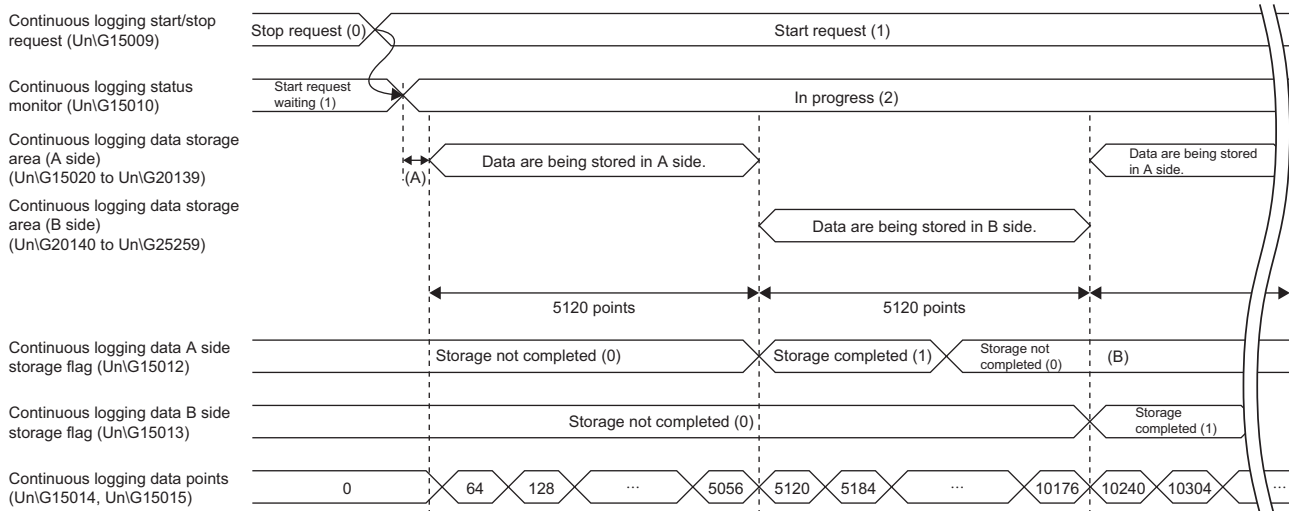 Continuous logging start/stop
request (Un\G15009)
Stop request (0)
Start request (1)
Continuous logging status
monitor (Un\G15010)
Start request
waiting (1)
In progress (2)
Continuous logging data storage
area (A side)
(Un\G15020 to Un\G20139)
(A)
Data are being stored in A side.
Data are being stored
in A side.
Continuous logging data storage
area (B side)
(Un\G20140 to Un\G25259)
Data are being stored in B side.
5120 points
5120 points
Continuous logging data A side
storage flag (Un\G15012)
Storage not completed (0)
Storage completed (1)
Storage not
completed (0)
(B)
Continuous logging data B side
storage flag (Un\G15013)
Storage not completed (0)
Storage
completed (1)
Continuous logging data points
(Un\G15014, Un\G15015)
0
64
128
...
5056
5120
5184
...
10176
10240
10304
...